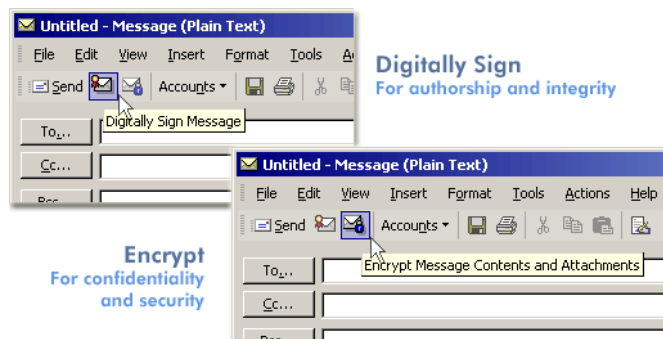 Untitled - Message (Plain Text)
File Edit View Insert Format Tools
Send Accounts
Digitally Sign Message
To...
Cc...
Digitally Sign
For authorship and integrity
Untitled - Message (Plain Text)
File Edit View Insert Format Tools Actions Help
Send Accounts
Encrypt Message Contents and Attachments
To...
Cc...
Encrypt
For confidentiality
and security